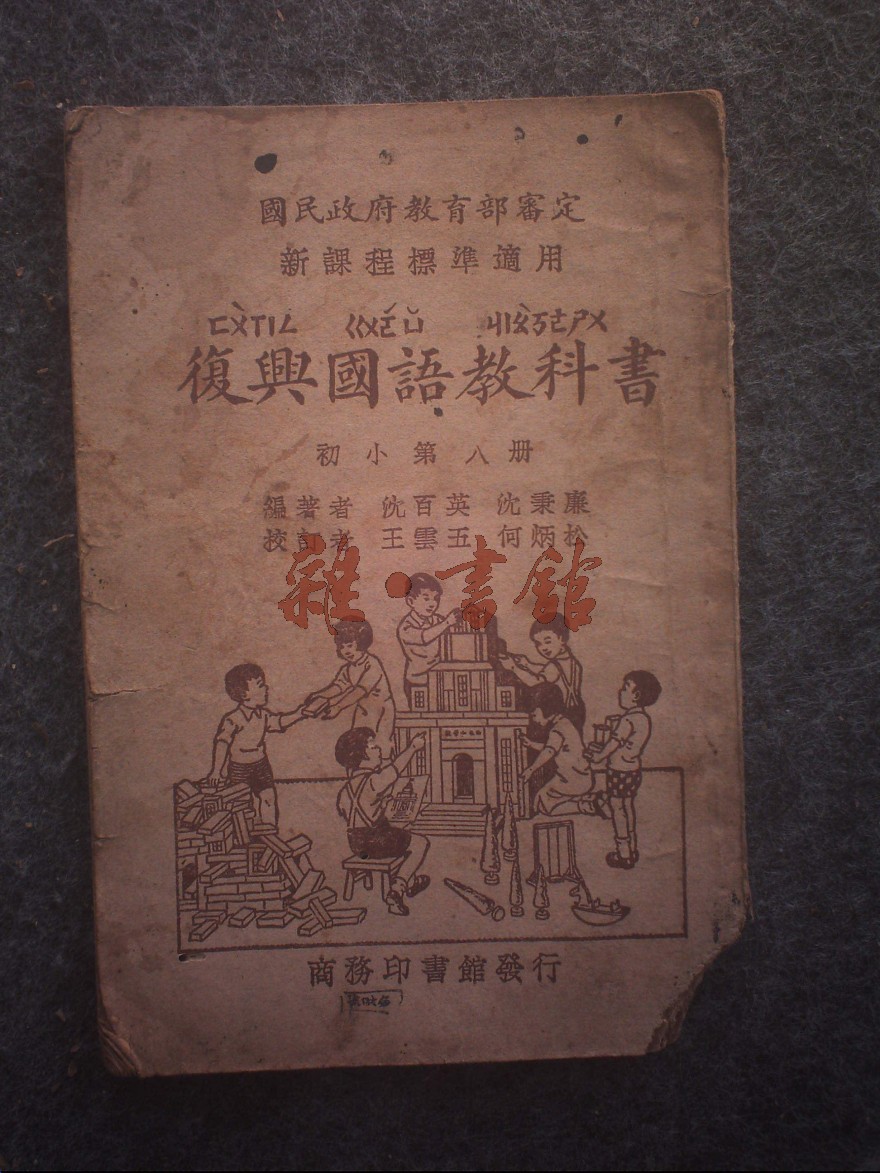 國民政府教育部審定
新課程標準適用
ㄈㄨˋㄒㄧㄥ ㄍㄨㄛˊㄩˇ ㄐㄧㄠˋㄎㄜㄕㄨ
復興國語教科書
初小第八册
編著者 沈百英 沈秉廉
校訂者 王雲五 何炳松
雜·書館
商務印書館發行